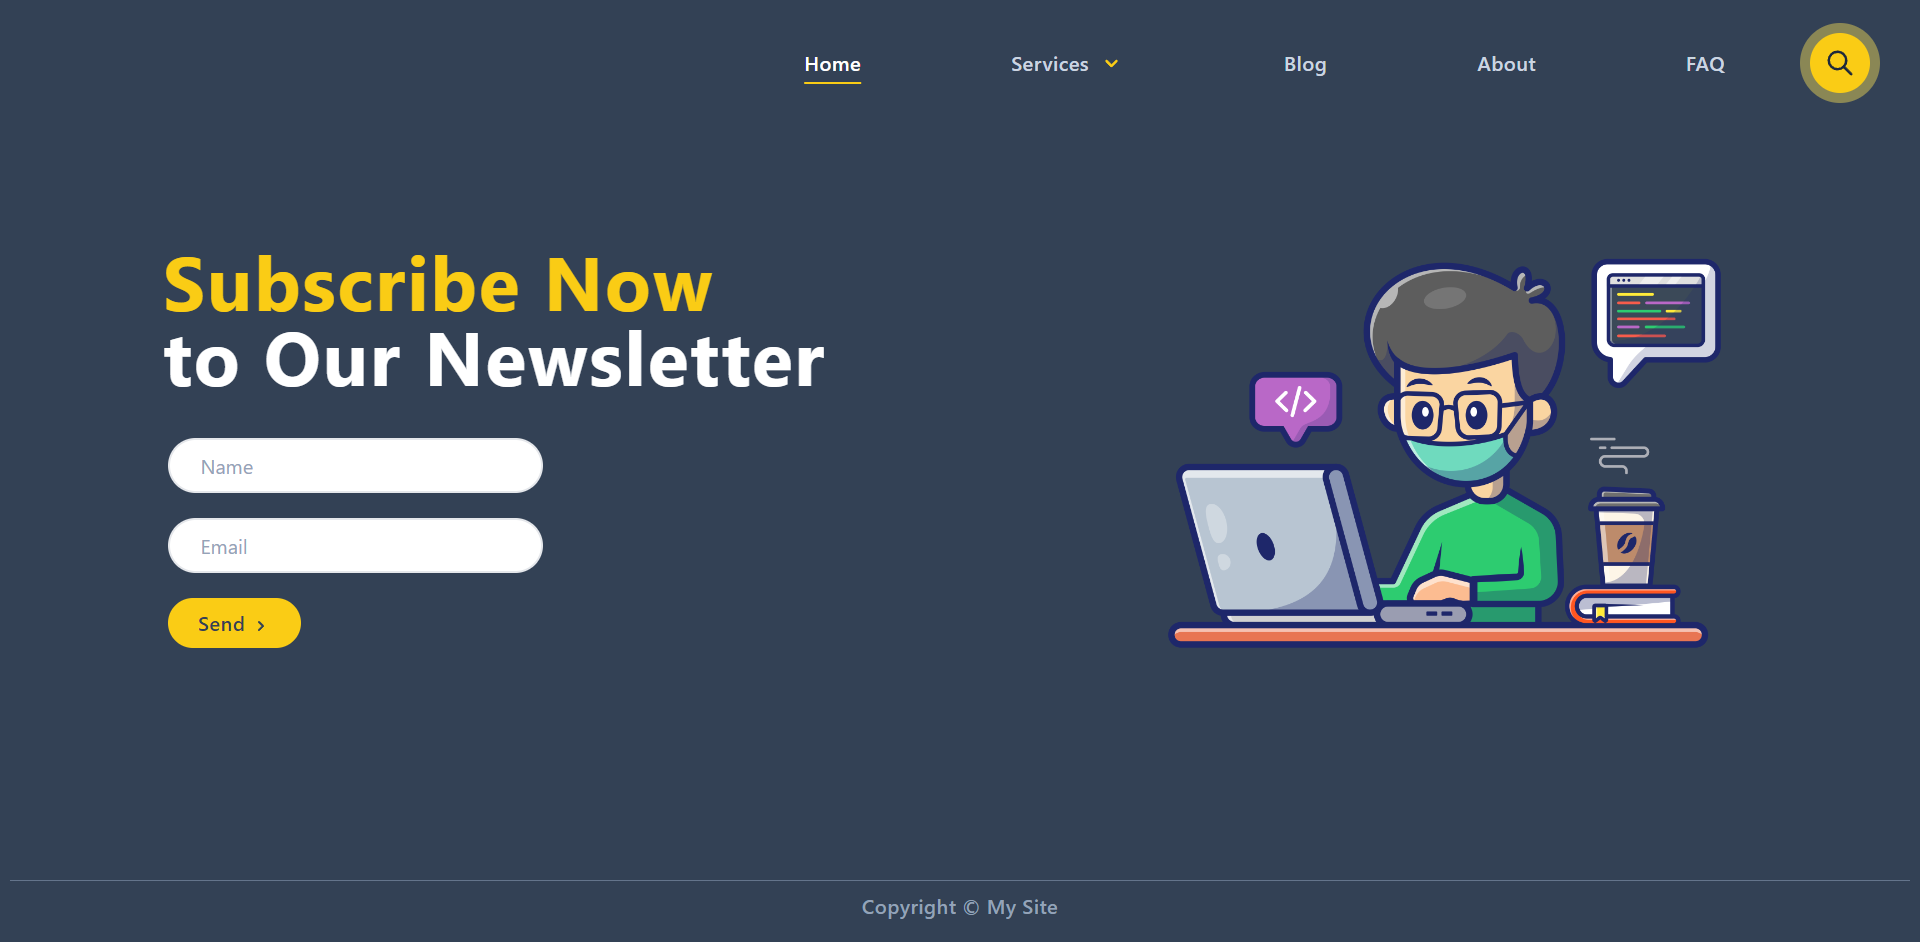 Home Services Blog About FAQ
Subscribe Now
to Our Newsletter
Name
Email
Send
</>
Copyright © My Site